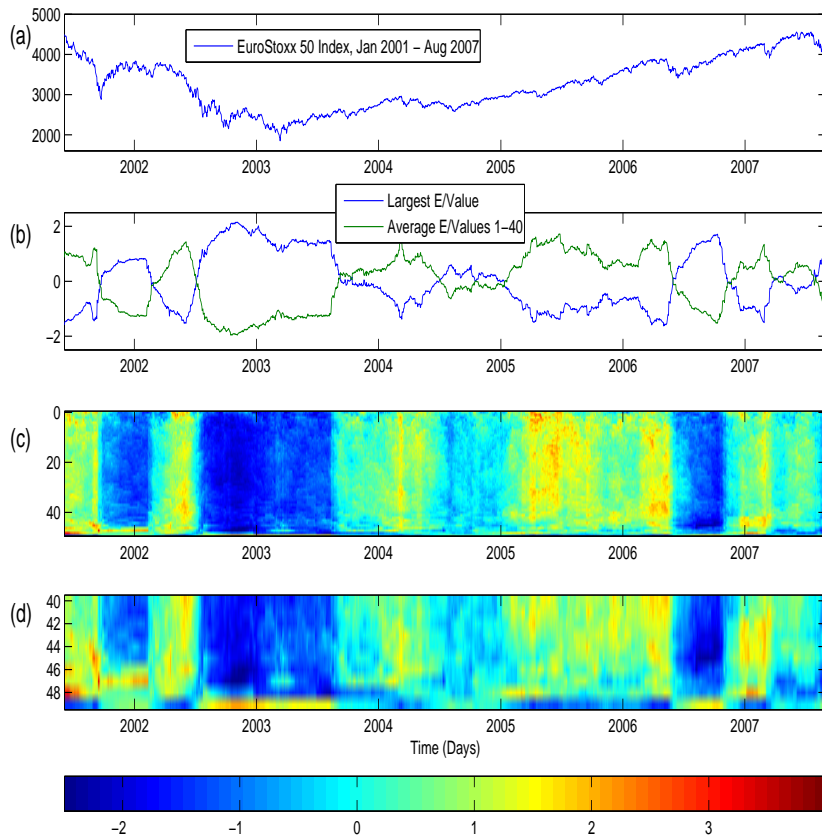 (a)
5000
4000
3000
2000
EuroStoxx 50 Index, Jan 2001 − Aug 2007
2002 2003 2004 2005 2006 2007
(b)
2
0
−2
Largest E/Value
Average E/Values 1−40
2002 2003 2004 2005 2006 2007
(c)
0
20
40
2002 2003 2004 2005 2006 2007
(d)
40
42
44
46
48
2002 2003 2004 2005 2006 2007
Time (Days)
−2 −1 0 1 2 3